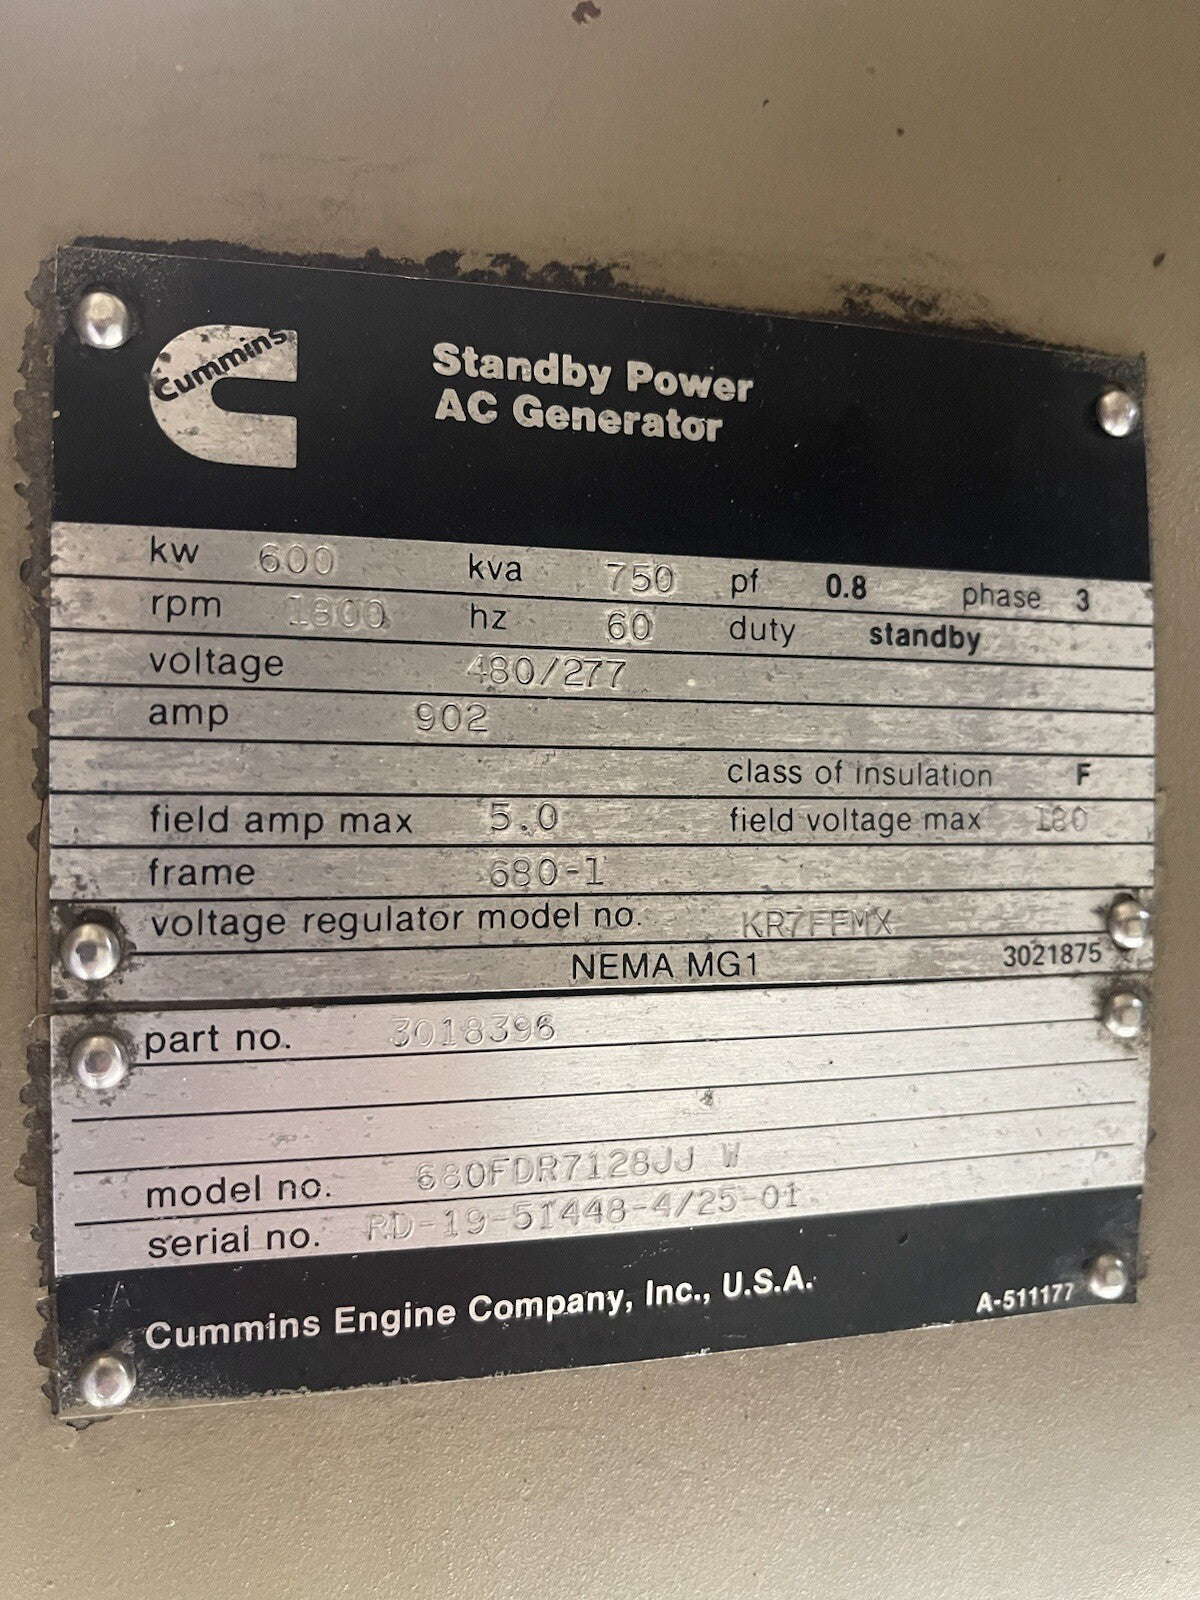 Cummins
Standby Power
AC Generator
kw 600 kva 750 pf 0.8 phase 3
rpm 1800 hz 60 duty standby
voltage 480/277
amp 902
class of insulation F
field amp max 5.0 field voltage max 180
frame 680-1
voltage regulator model no. KR7FFMX
NEMA MG1 3021875
part no. 3018396
model no. 680FDR7128JJ W
serial no. RD-19-51448-4/25-01
Cummins Engine Company, Inc., U.S.A. A-511177